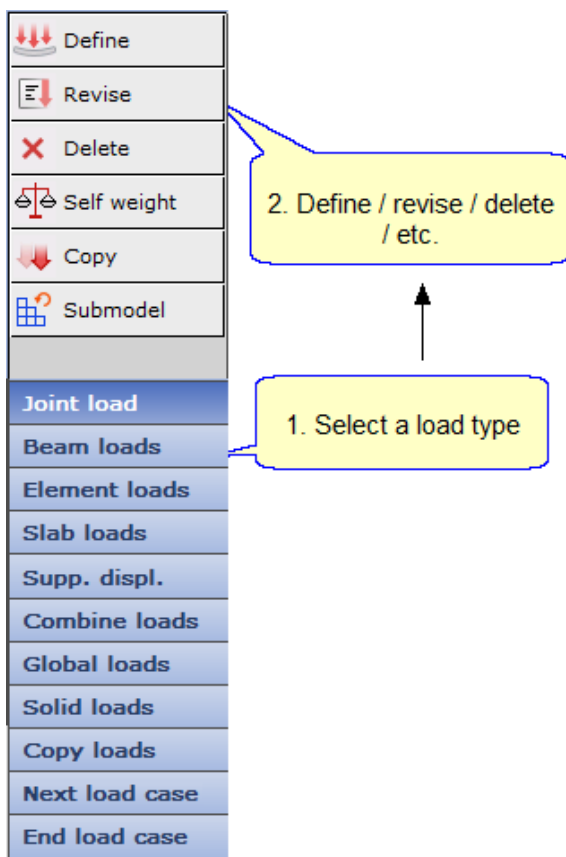 Define
Revise
Delete
Self weight
Copy
Submodel
2. Define / revise / delete
/ etc.
1. Select a load type
Joint load
Beam loads
Element loads
Slab loads
Supp. displ.
Combine loads
Global loads
Solid loads
Copy loads
Next load case
End load case